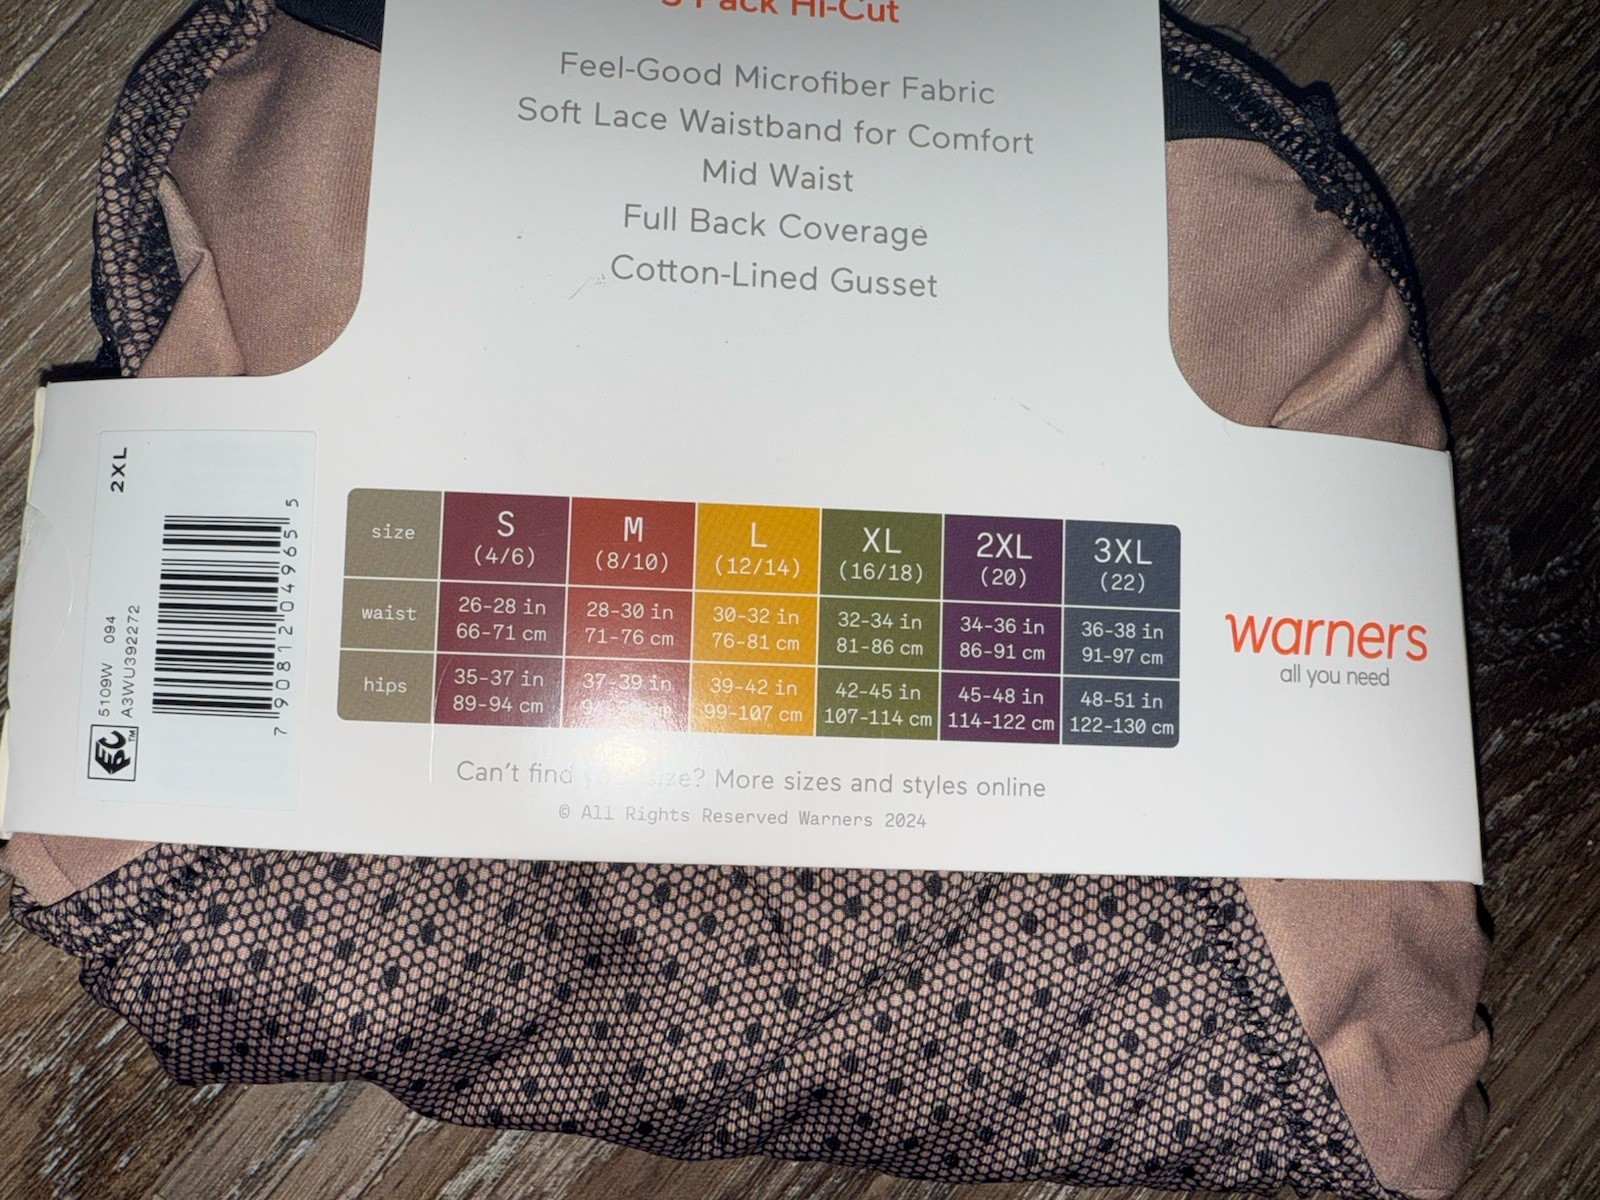 Pack Hi-Cut
Feel-Good Microfiber Fabric
Soft Lace Waistband for Comfort
Mid Waist
Full Back Coverage
Cotton-Lined Gusset
2XL
5109W 094
A3WU392272
7 90812 04965 5
EPC™
size S M L XL 2XL 3XL
(4/6) (8/10) (12/14) (16/18) (20) (22)
waist 26-28 in 28-30 in 30-32 in 32-34 in 34-36 in 36-38 in
66-71 cm 71-76 cm 76-81 cm 81-86 cm 86-91 cm 91-97 cm
hips 35-37 in 37-39 in 39-42 in 42-45 in 45-48 in 48-51 in
89-94 cm cm 99-107 cm 107-114 cm 114-122 cm 122-130 cm
Can't find size? More sizes and styles online
© All Rights Reserved Warners 2024
warners
all you need